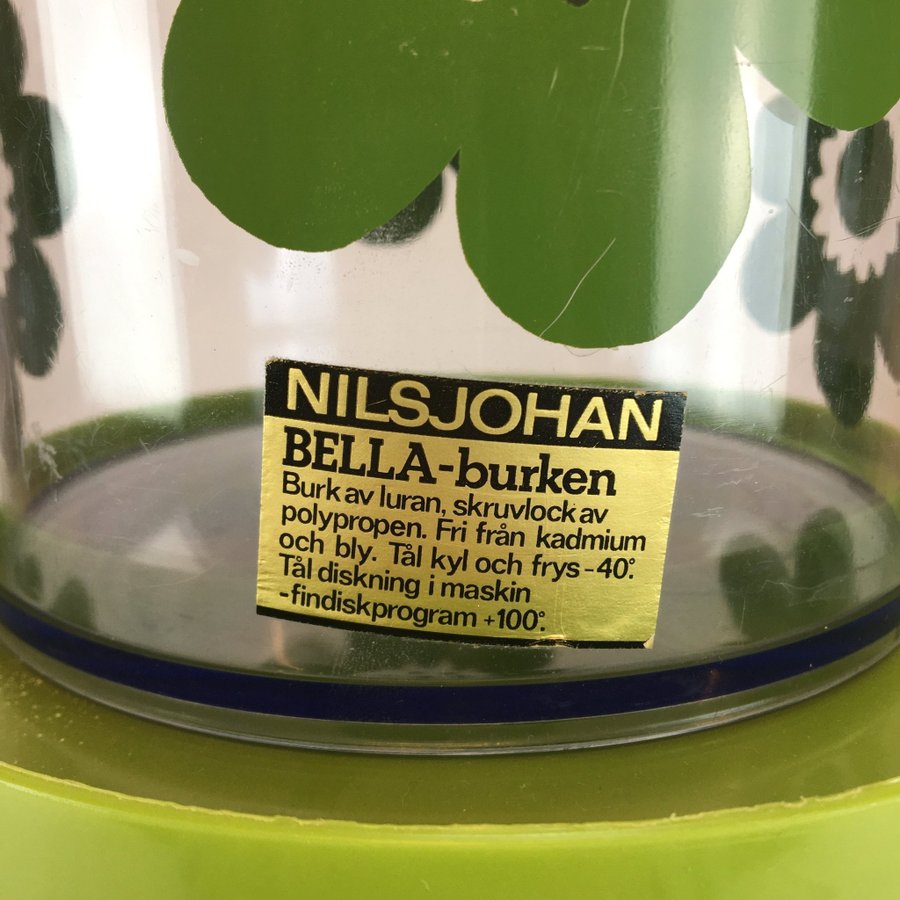 NILSJOHAN
BELLA-burken
Burk av luran, skruvlock av
polypropen. Fri från kadmium
och bly. Tål kyl och frys -40°.
Tål diskning i maskin
-findiskprogram +100°.